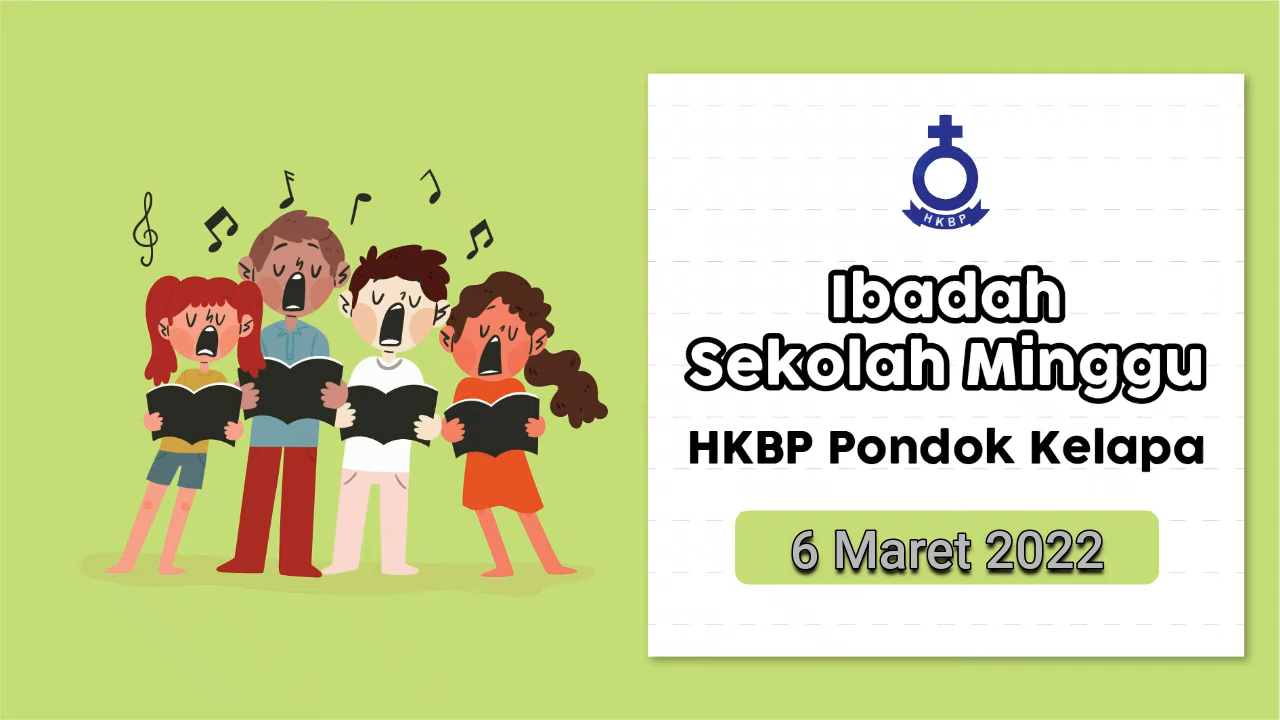 HKBP
Ibadah
Sekolah Minggu
HKBP Pondok Kelapa
6 Maret 2022